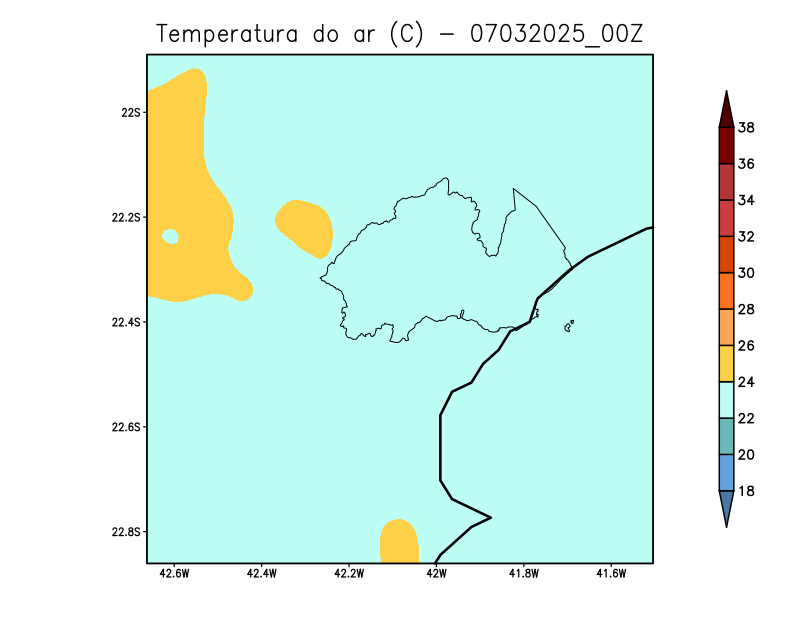 Temperatura do ar (C) - 07032025_00Z
22S
22.2S
22.4S
22.6S
22.8S
42.6W
42.4W
42.2W
42W
41.8W
41.6W
38
36
34
32
30
28
26
24
22
20
18